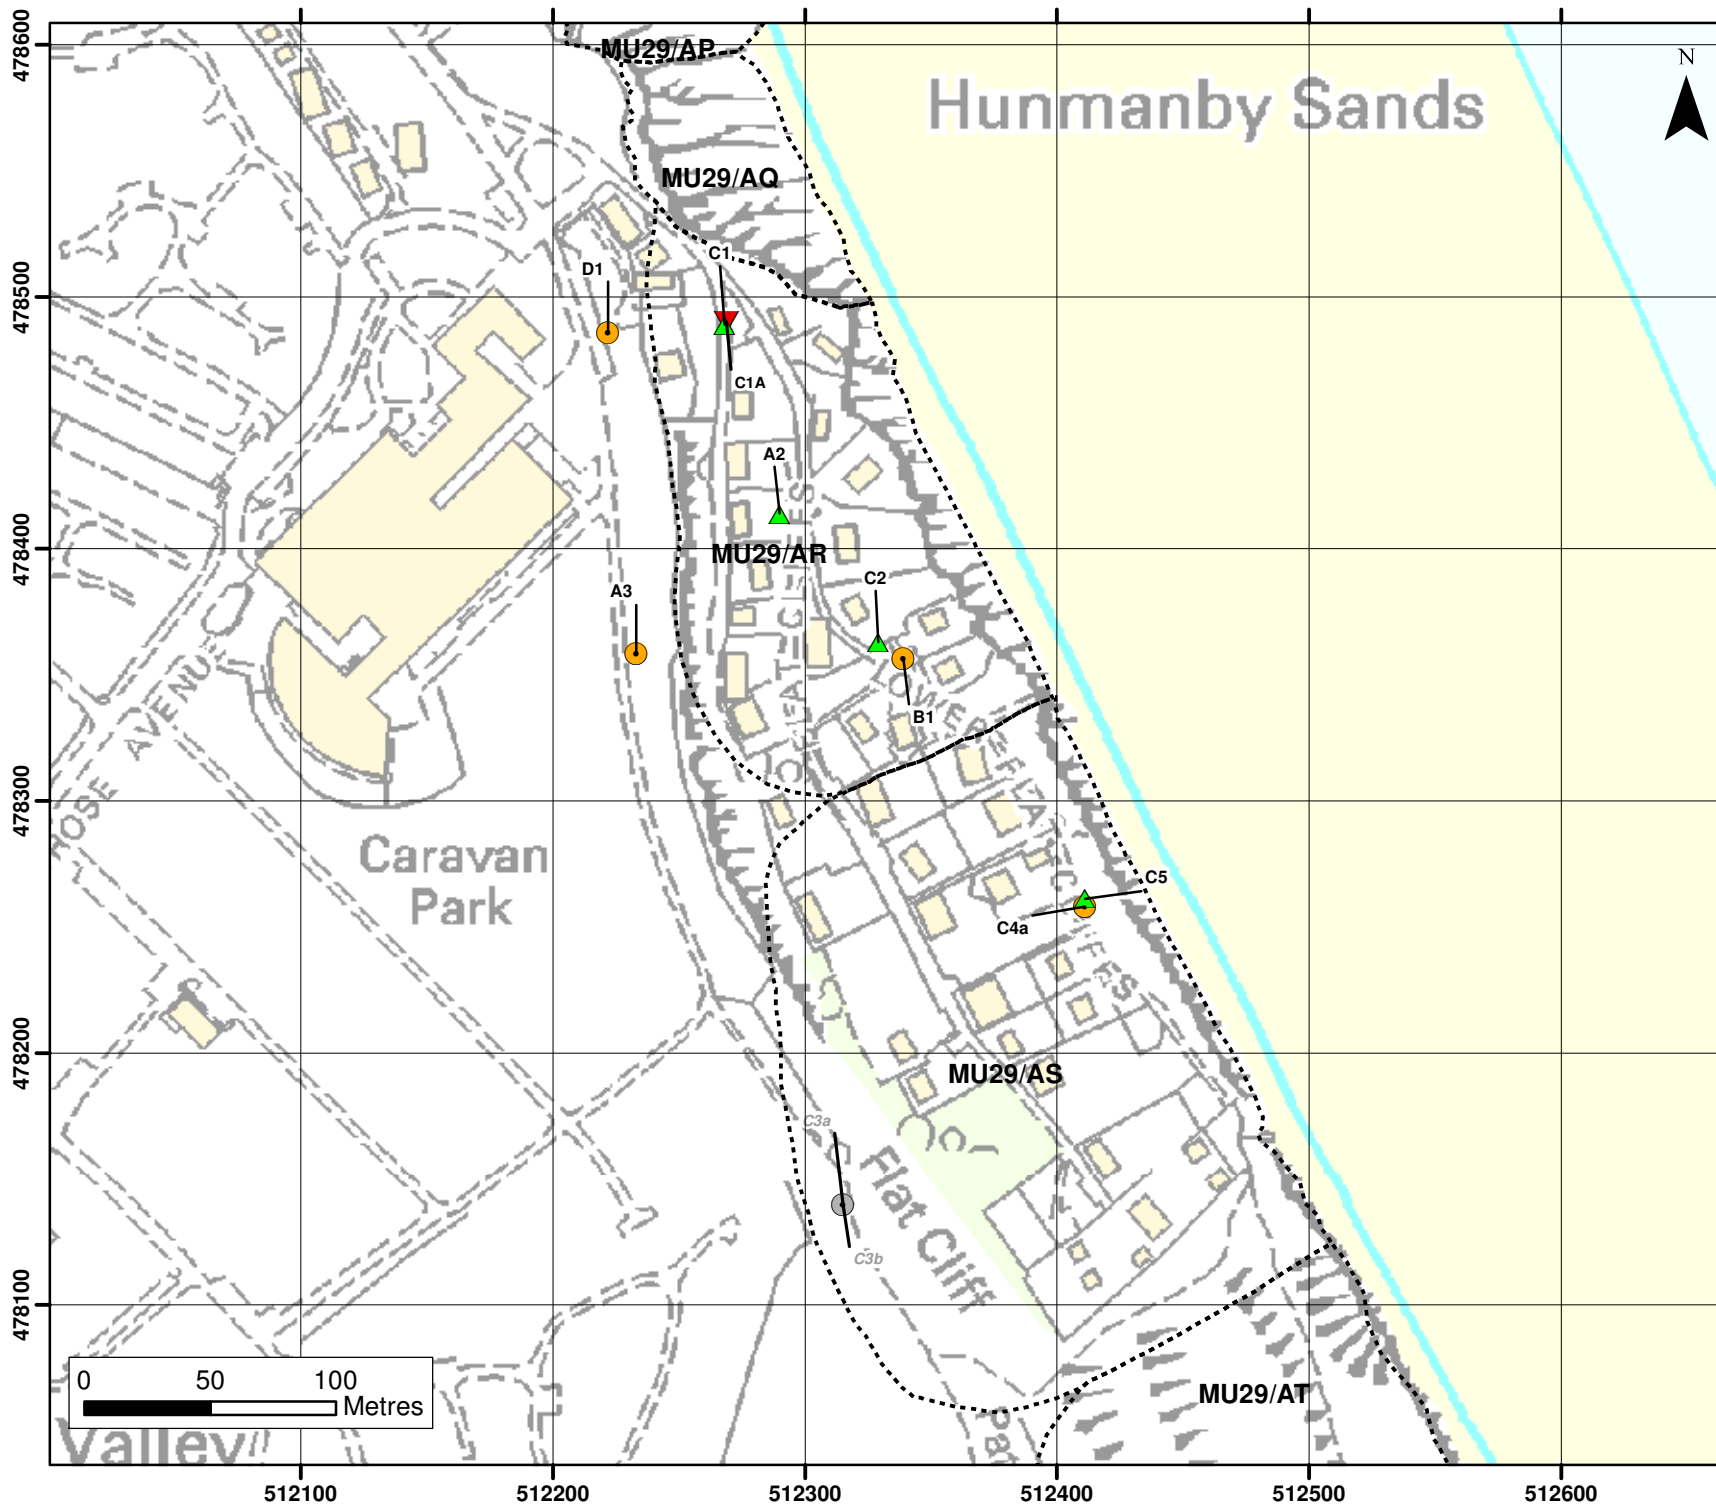 478600
478500
478400
478300
478200
478100
MU29/AP
Hunmanby Sands
N
MU29/AQ
C1
D1
C1A
A2
MU29/AR
C2
A3
B1
Caravan
Park
C5
C4a
MU29/AS
C3a
Flat Cliff
C3b
MU29/AT
AVENUE
FLAT CLIFFS
0 50 100
Metres
Valley
512100 512200 512300 512400 512500 512600